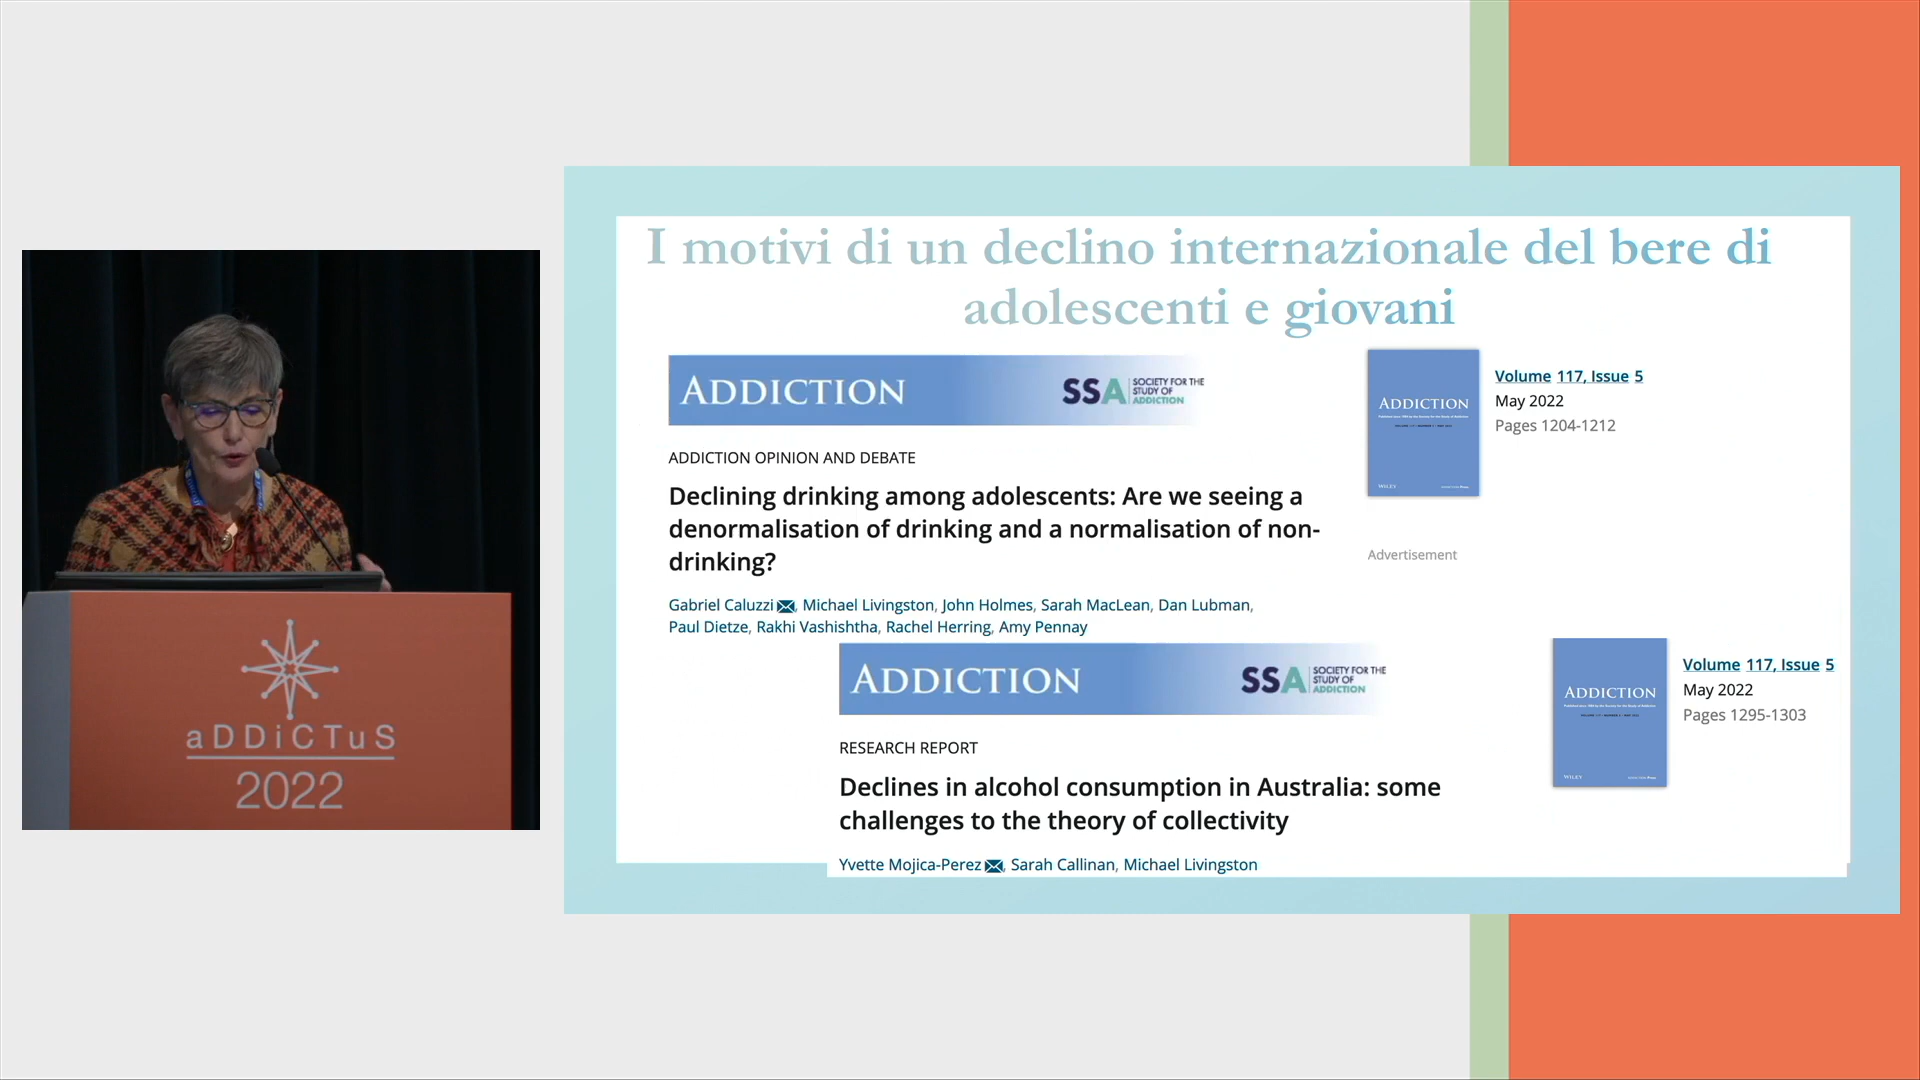 I motivi di un declino internazionale del bere di
adolescenti e giovani
ADDICTION
SSA SOCIETY FOR THE
STUDY OF
ADDICTION
ADDICTION
WILEY
Volume 117, Issue 5
May 2022
Pages 1204-1212
ADDICTION OPINION AND DEBATE
Declining drinking among adolescents: Are we seeing a
denormalisation of drinking and a normalisation of non-
drinking?
Advertisement
Gabriel Caluzzi, Michael Livingston, John Holmes, Sarah MacLean, Dan Lubman,
Paul Dietze, Rakhi Vashishtha, Rachel Herring, Amy Pennay
ADDICTION
SSA SOCIETY FOR THE
STUDY OF
ADDICTION
ADDICTION
WILEY
Volume 117, Issue 5
May 2022
Pages 1295-1303
RESEARCH REPORT
Declines in alcohol consumption in Australia: some
challenges to the theory of collectivity
Yvette Mojica-Perez, Sarah Callinan, Michael Livingston
aDDiCTuS
2022